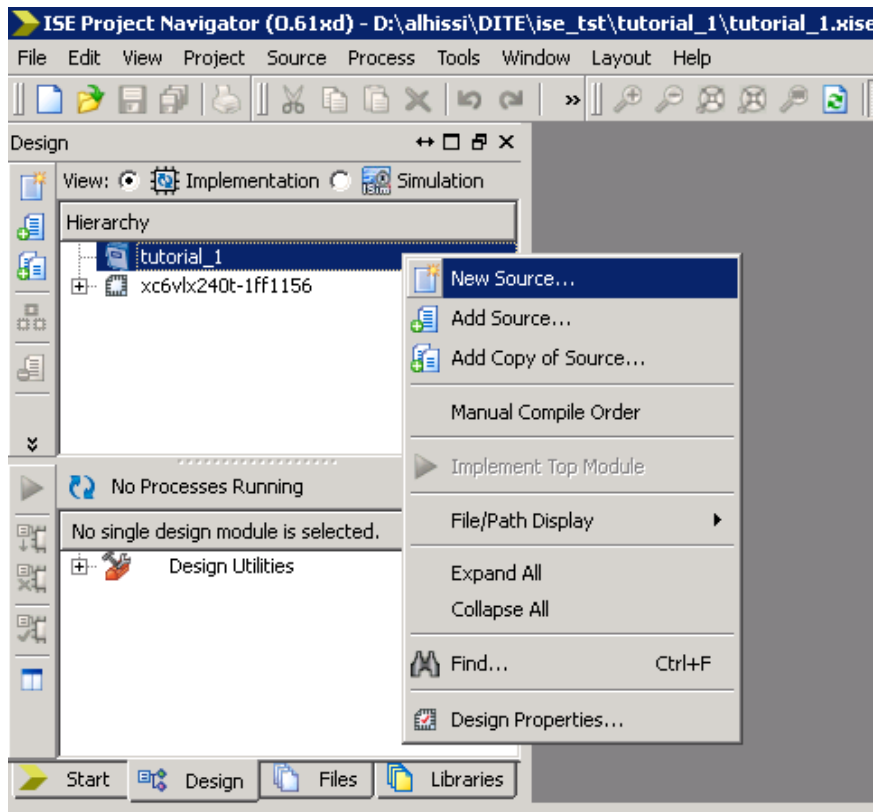 ISE Project Navigator (0.61xd) - D:\alhissi\DITE\ise_tst\tutorial_1\tutorial_1.xise
File Edit View Project Source Process Tools Window Layout Help
»
Design
View: Implementation ISim Simulation
Hierarchy
tutorial_1
xc6vlx240t-1ff1156
New Source...
Add Source...
Add Copy of Source...
Manual Compile Order
Implement Top Module
File/Path Display
Expand All
Collapse All
Find... Ctrl+F
Design Properties...
No Processes Running
No single design module is selected.
Design Utilities
Start Design Files Libraries